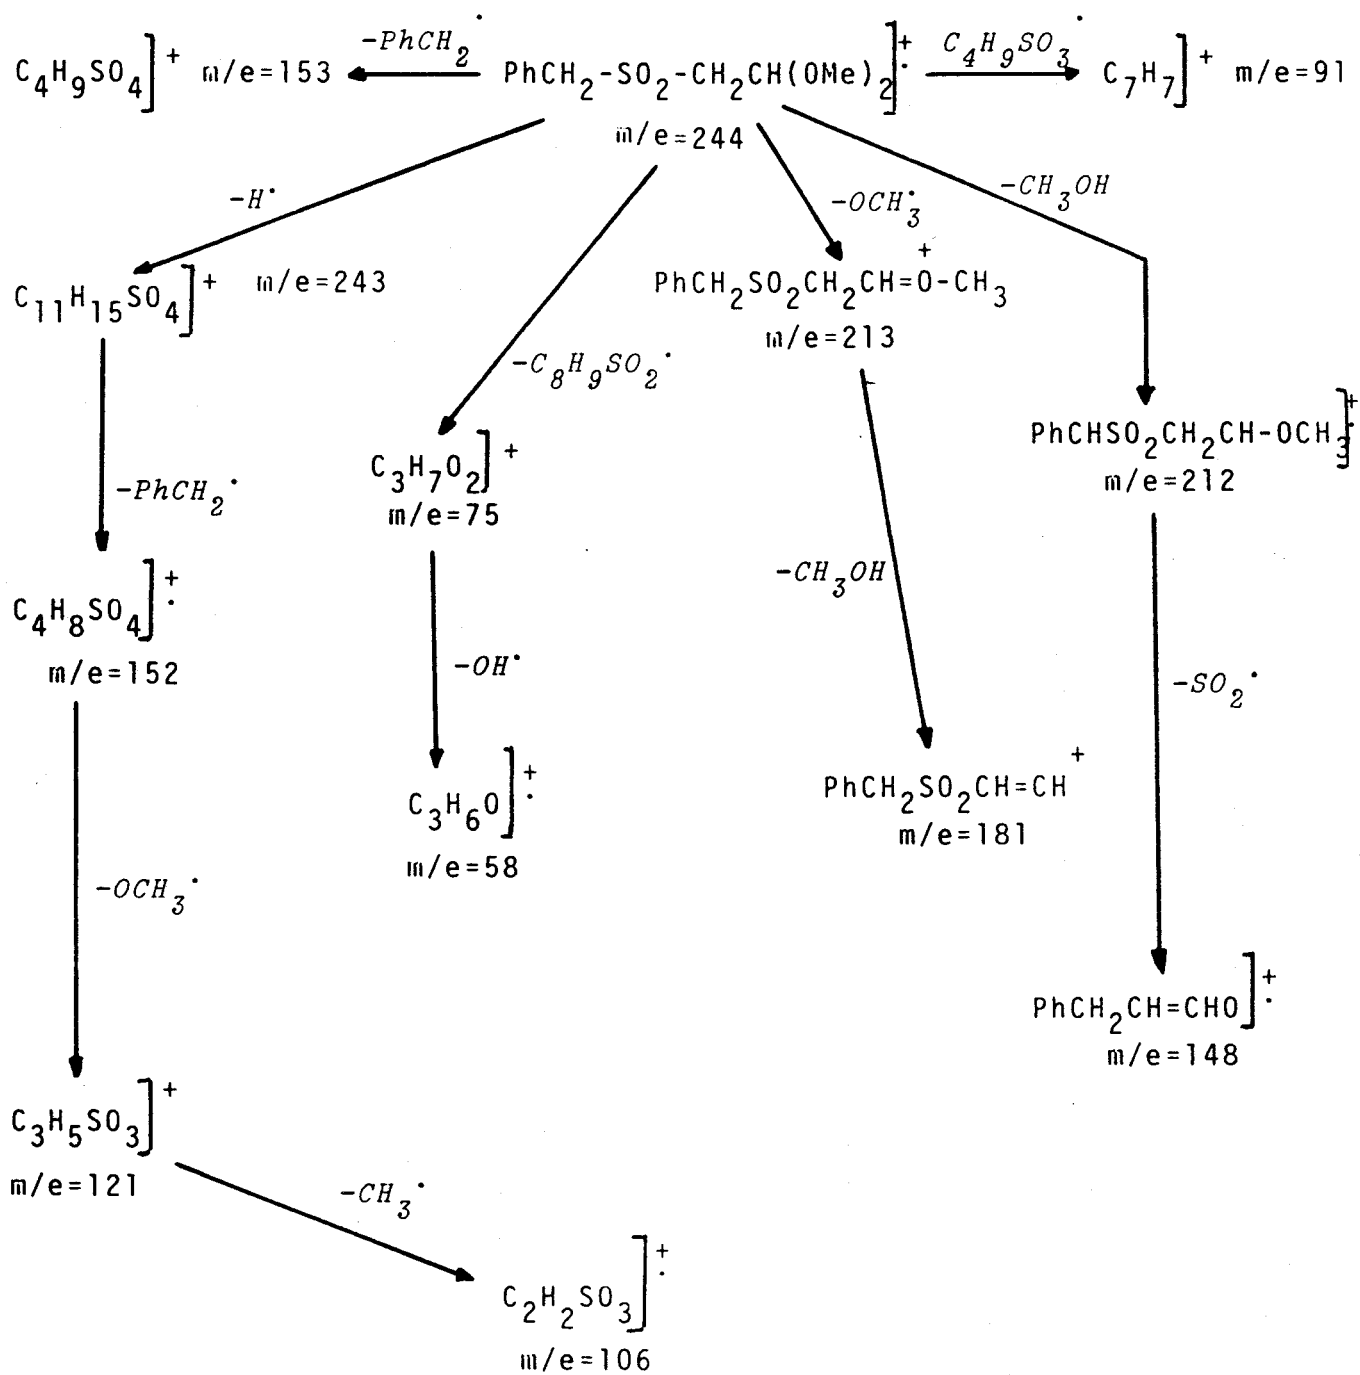 C₄H₉SO₄]⁺ m/e=153
-PhCH₂˙
PhCH₂-SO₂-CH₂CH(OMe)₂]⁺˙
m/e=244
C₄H₉SO₃˙
C₇H₇]⁺ m/e=91
-H˙
-OCH₃˙
-CH₃OH
C₁₁H₁₅SO₄]⁺ m/e=243
PhCH₂SO₂CH₂CH=O⁺-CH₃
m/e=213
-C₈H₉SO₂˙
PhCHSO₂CH₂CH-OCH₃]⁺˙
m/e=212
-PhCH₂˙
C₃H₇O₂]⁺
m/e=75
-CH₃OH
C₄H₈SO₄]⁺˙
m/e=152
-OH˙
-SO₂˙
C₃H₆O]⁺˙
m/e=58
PhCH₂SO₂CH=CH⁺
m/e=181
-OCH₃˙
PhCH₂CH=CHO]⁺˙
m/e=148
C₃H₅SO₃]⁺
m/e=121
-CH₃˙
C₂H₂SO₃]⁺˙
m/e=106